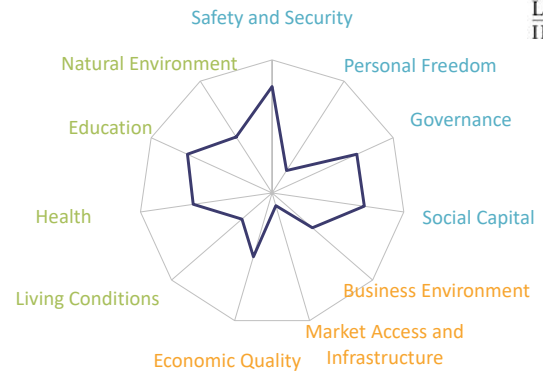 Safety and Security
Natural Environment
Personal Freedom
Education
Governance
Health
Social Capital
Living Conditions
Business Environment
Economic Quality
Market Access and
Infrastructure